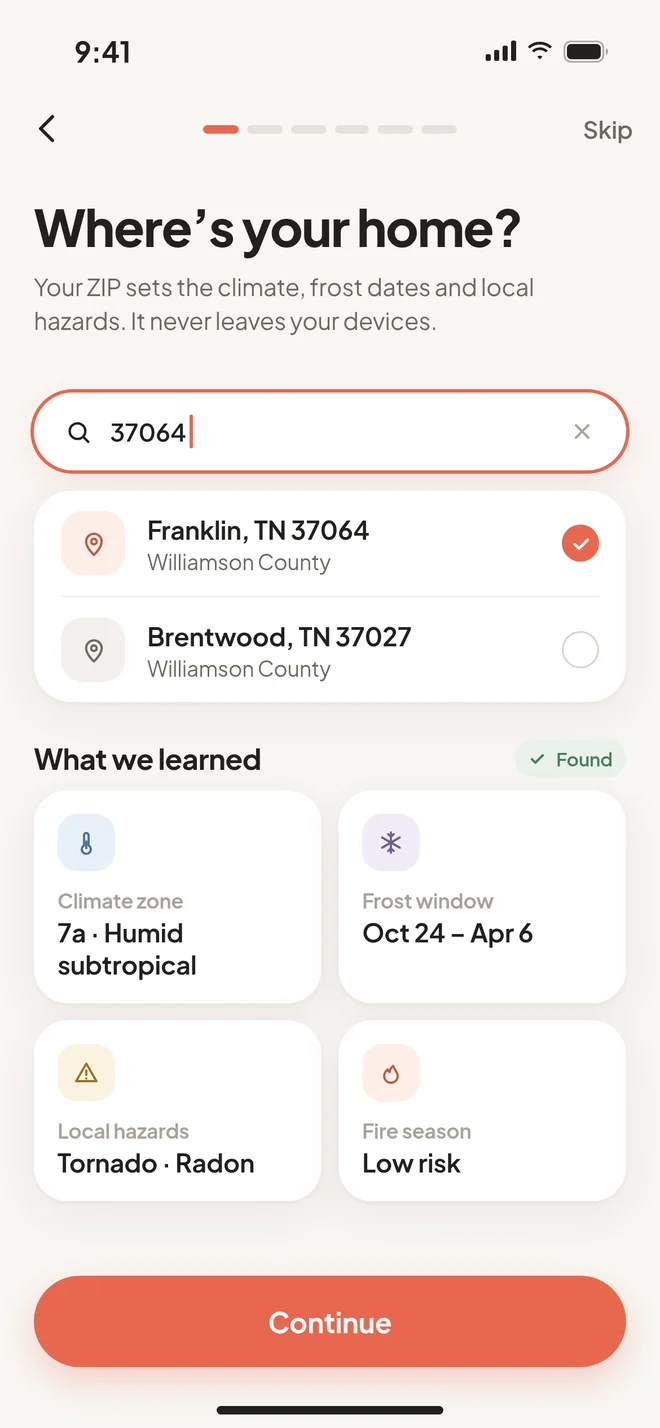 9:41
Skip
Where’s your home?
Your ZIP sets the climate, frost dates and local
hazards. It never leaves your devices.
37064
Franklin, TN 37064
Williamson County
Brentwood, TN 37027
Williamson County
What we learned
Found
Climate zone
7a · Humid
subtropical
Frost window
Oct 24 – Apr 6
Local hazards
Tornado · Radon
Fire season
Low risk
Continue